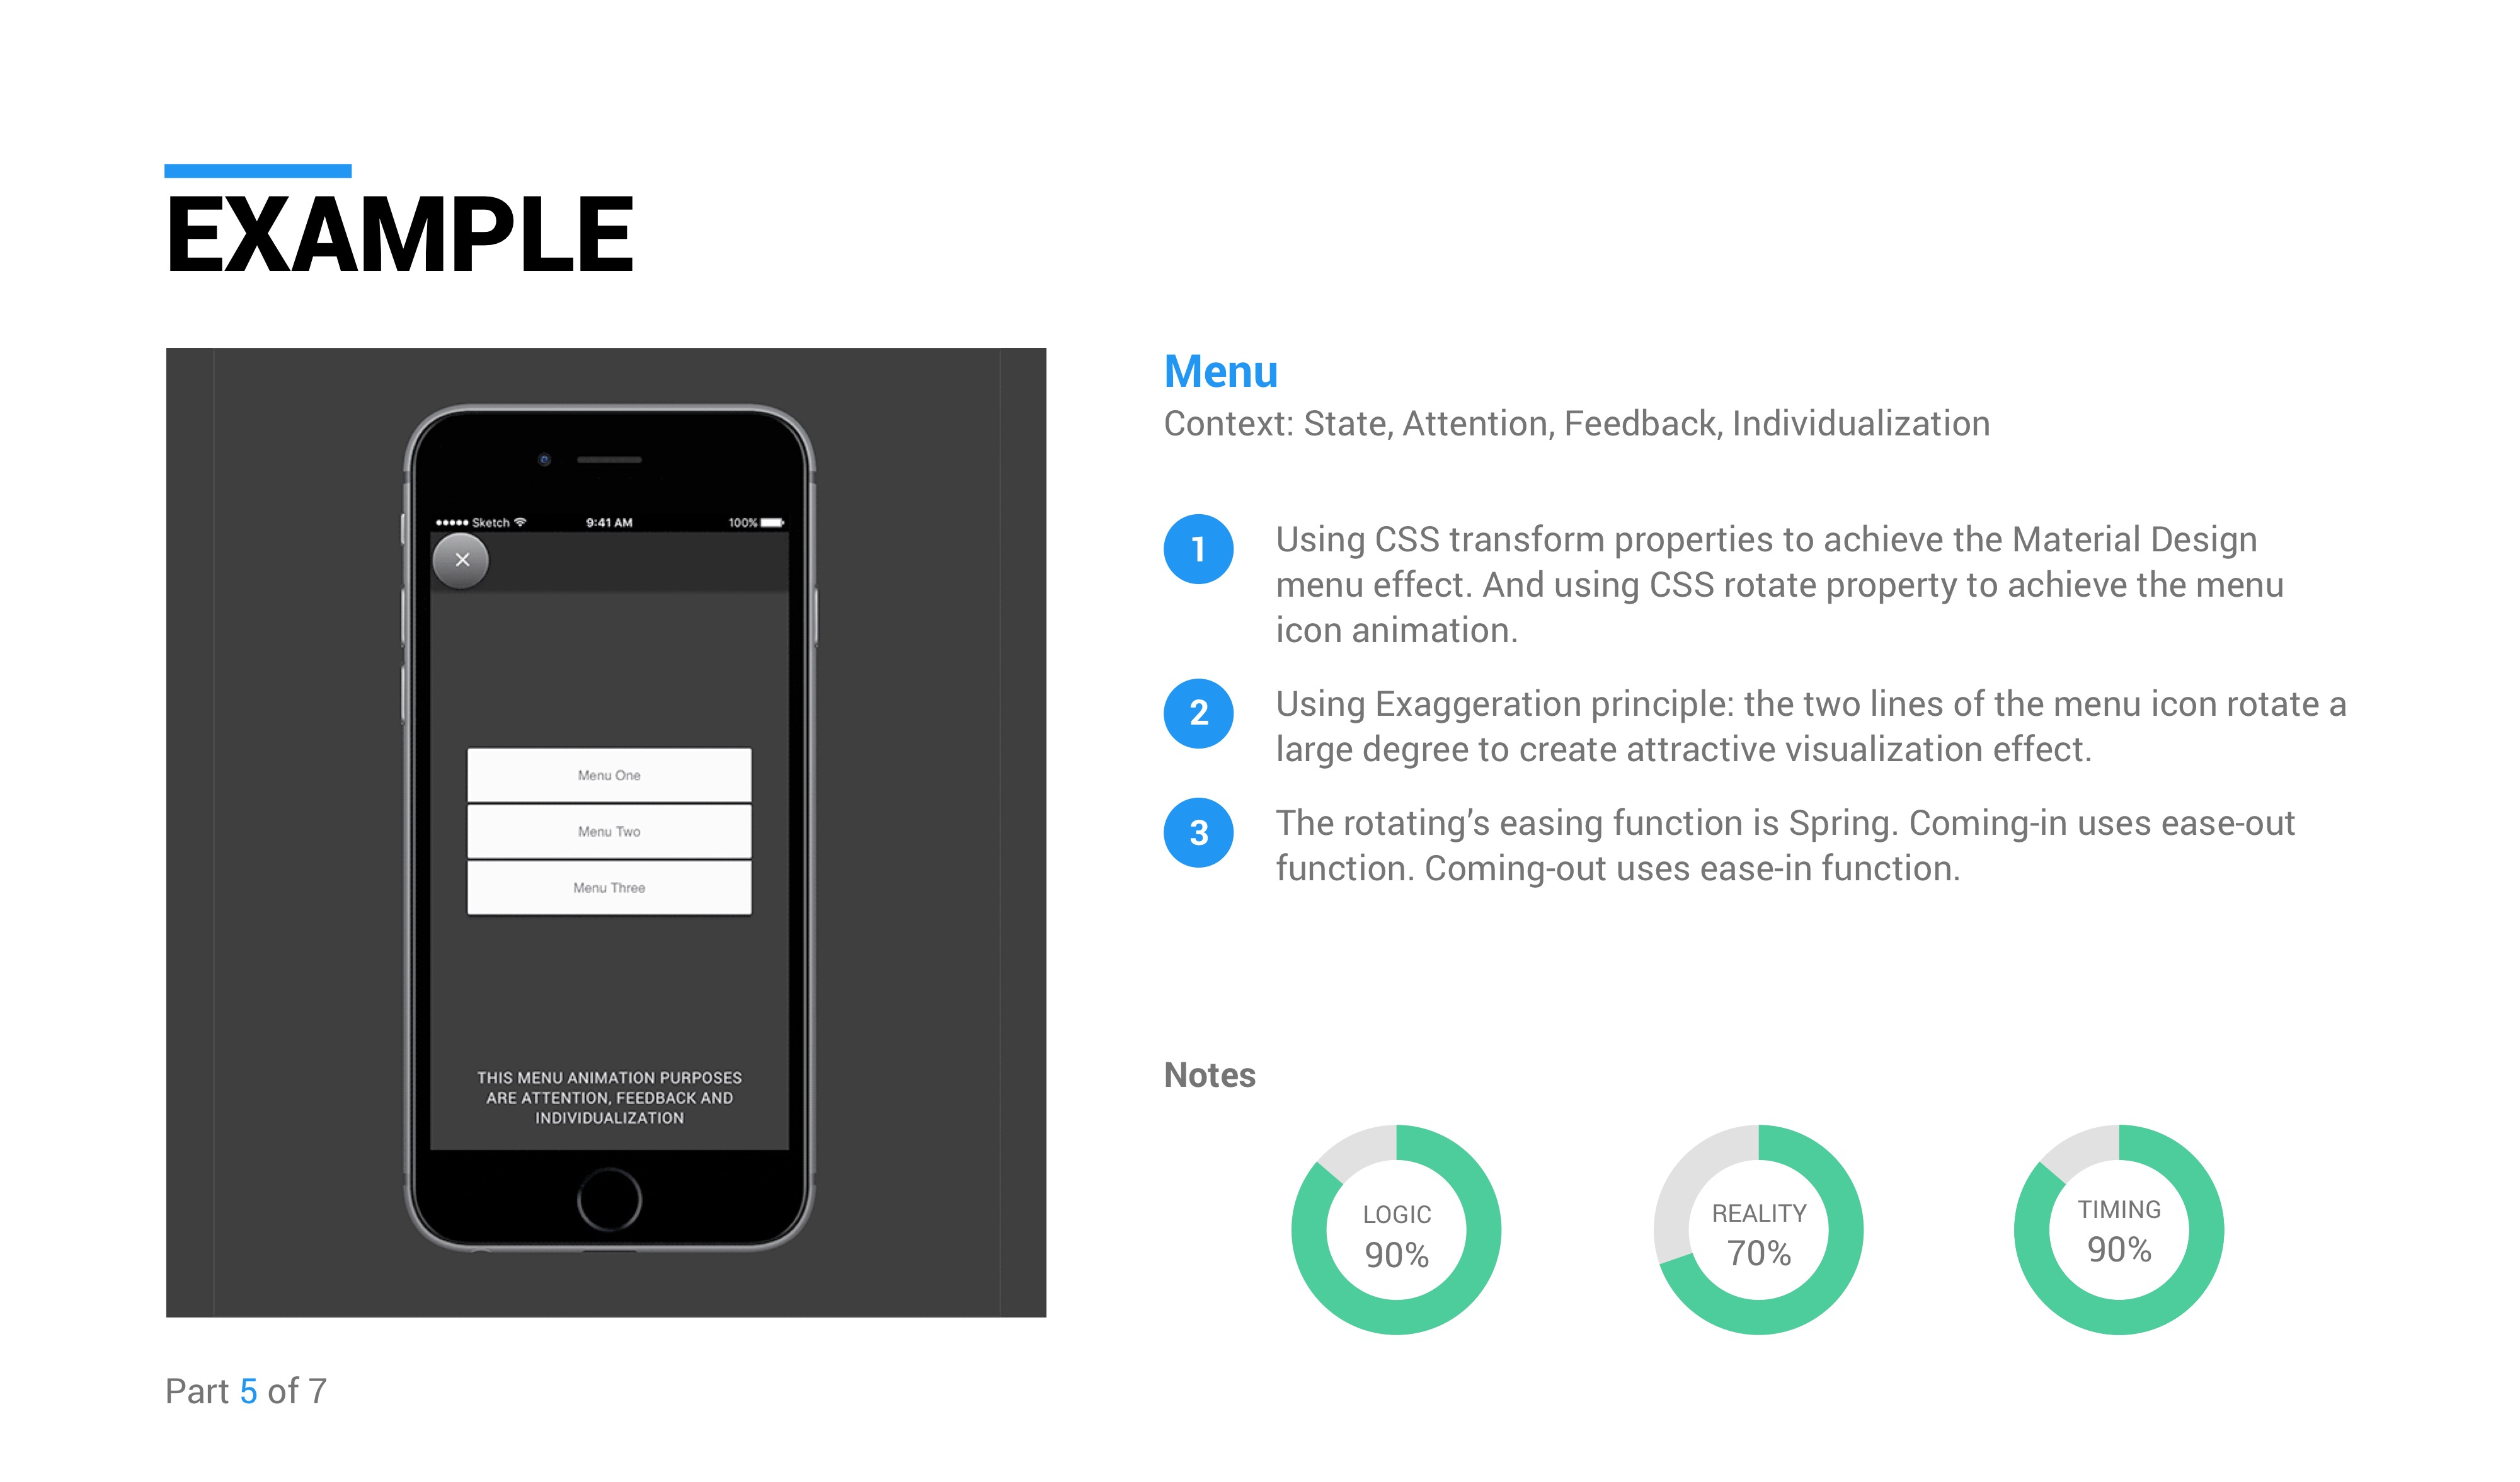 EXAMPLE
Sketch
9:41 AM
100%
Menu One
Menu Two
Menu Three
THIS MENU ANIMATION PURPOSES
ARE ATTENTION, FEEDBACK AND
INDIVIDUALIZATION
Menu
Context: State, Attention, Feedback, Individualization
1
Using CSS transform properties to achieve the Material Design
menu effect. And using CSS rotate property to achieve the menu
icon animation.
2
Using Exaggeration principle: the two lines of the menu icon rotate a
large degree to create attractive visualization effect.
3
The rotating’s easing function is Spring. Coming-in uses ease-out
function. Coming-out uses ease-in function.
Notes
LOGIC
90%
REALITY
70%
TIMING
90%
Part 5 of 7